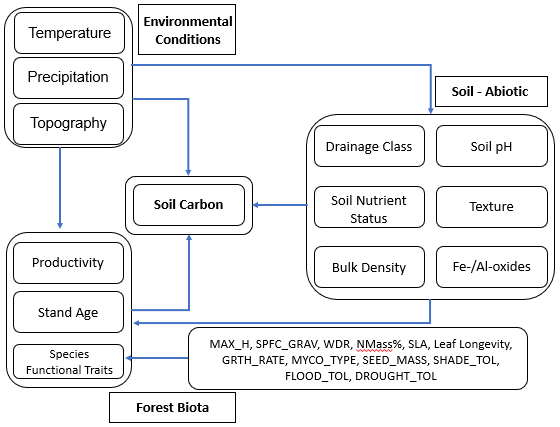 Temperature
Precipitation
Topography
Environmental
Conditions
Soil - Abiotic
Drainage Class
Soil pH
Soil Nutrient
Status
Texture
Bulk Density
Fe-/Al-oxides
Soil Carbon
Productivity
Stand Age
Species
Functional Traits
MAX_H, SPFC_GRAV, WDR, NMass%, SLA, Leaf Longevity,
GRTH_RATE, MYCO_TYPE, SEED_MASS, SHADE_TOL,
FLOOD_TOL, DROUGHT_TOL
Forest Biota